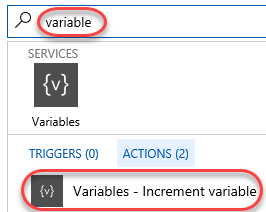 variable
SERVICES
{v}
Variables
TRIGGERS (0) ACTIONS (2)
{v} Variables - Increment variable